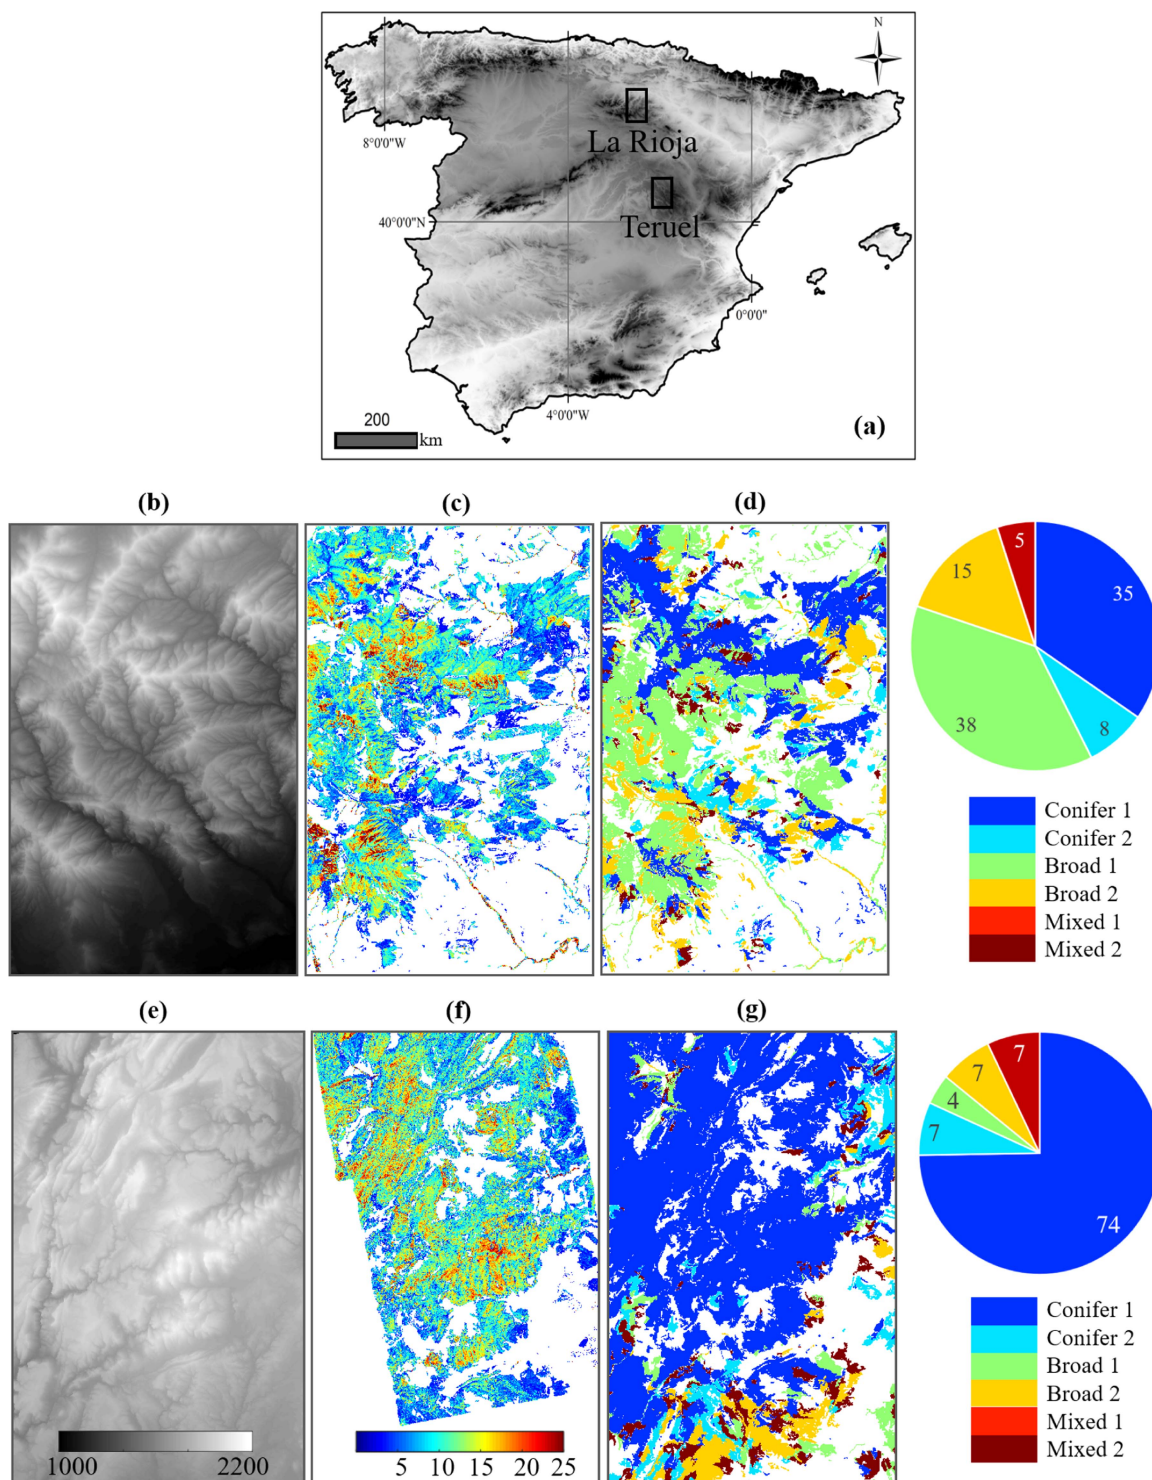 N
8°0'0"W
La Rioja
40°0'0"N
Teruel
0°0'0"
4°0'0"W
200
km
(a)
(b)
(c)
(d)
5
15
35
38
8
Conifer 1
Conifer 2
Broad 1
Broad 2
Mixed 1
Mixed 2
(e)
(f)
(g)
7
7
4
7
74
Conifer 1
Conifer 2
Broad 1
Broad 2
Mixed 1
Mixed 2
1000 2200
5 10 15 20 25